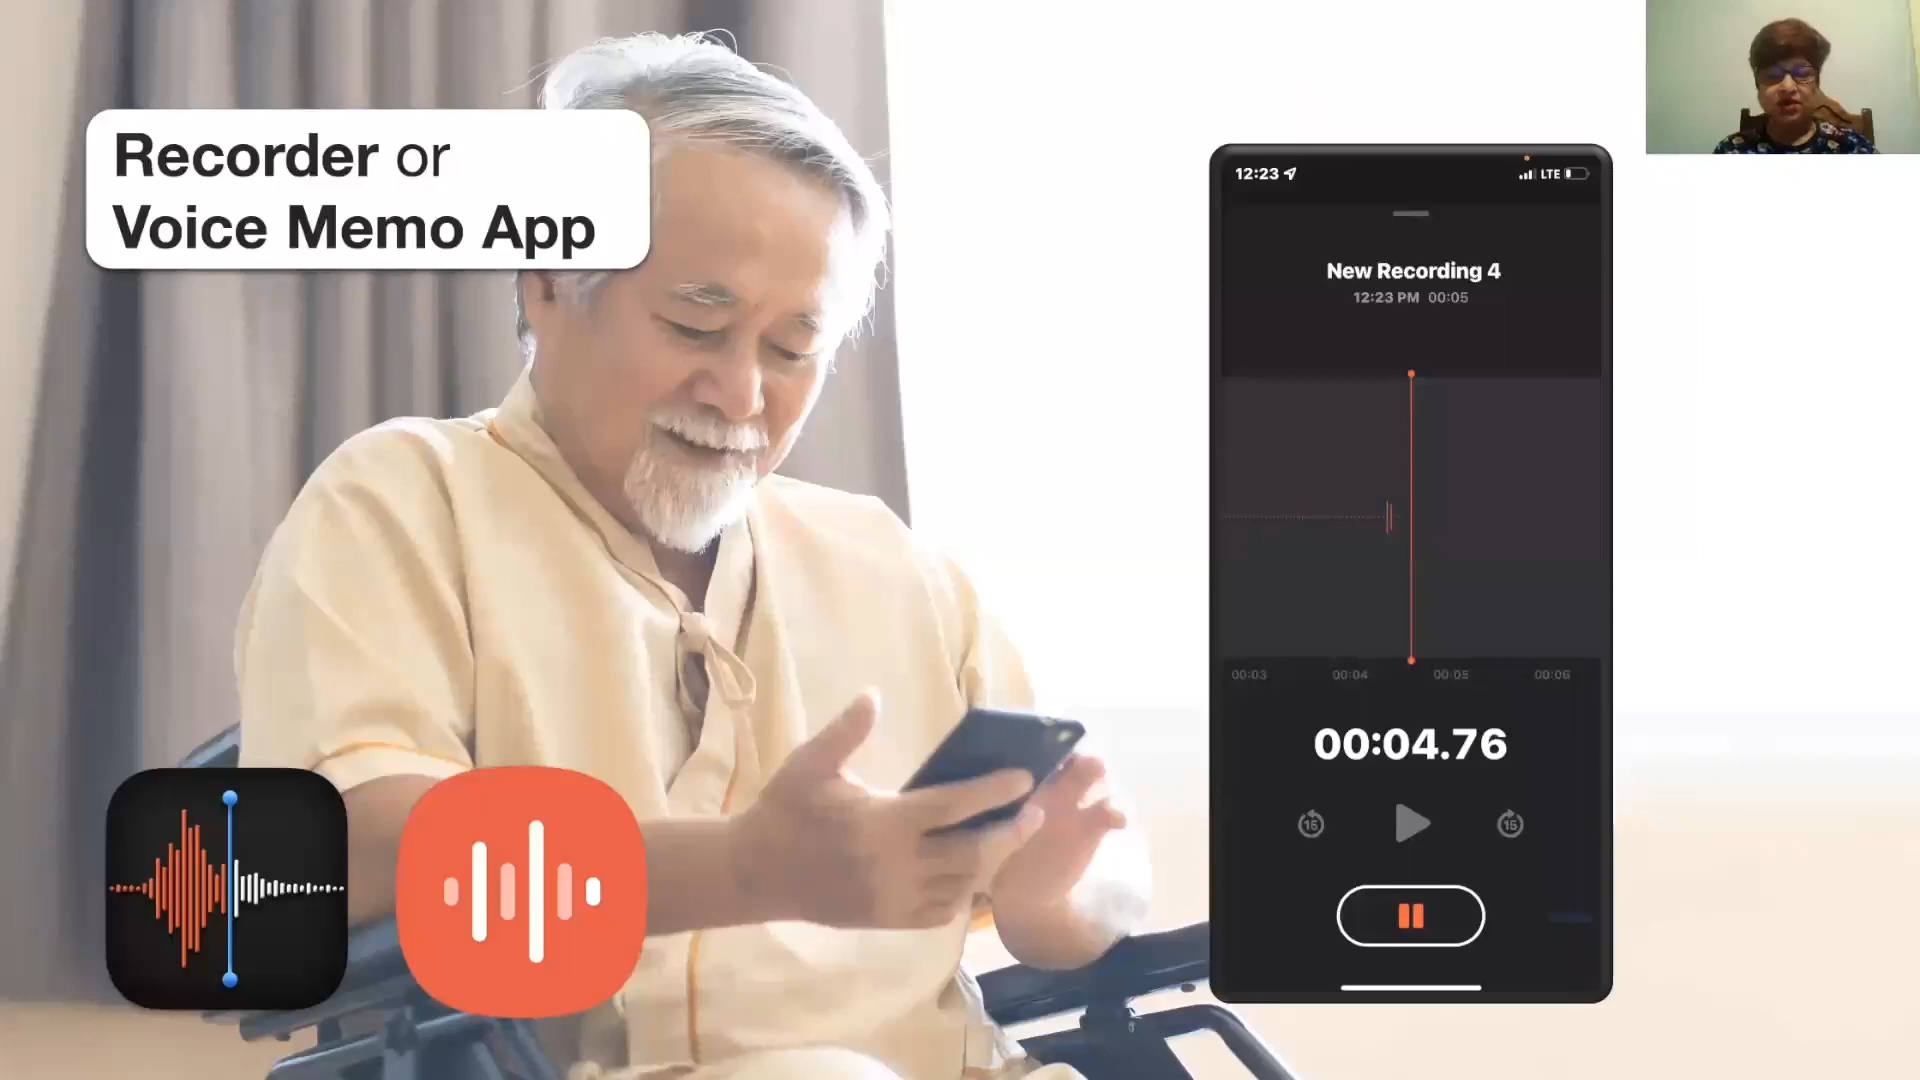 Recorder or
Voice Memo App
12:23
LTE
New Recording 4
12:23 PM 00:05
00:03 00:04 00:05 00:06
00:04.76
15 15